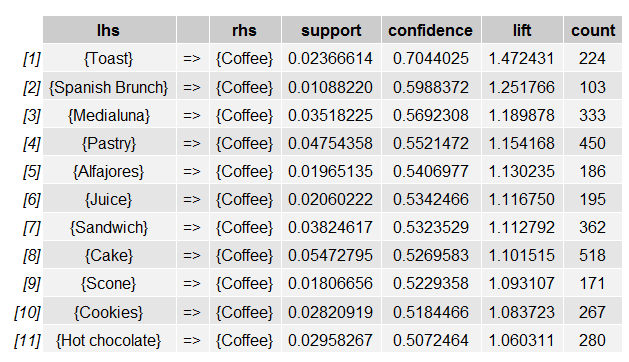 lhs rhs support confidence lift count
[1] {Toast} => {Coffee} 0.02366614 0.7044025 1.472431 224
[2] {Spanish Brunch} => {Coffee} 0.01088220 0.5988372 1.251766 103
[3] {Medialuna} => {Coffee} 0.03518225 0.5692308 1.189878 333
[4] {Pastry} => {Coffee} 0.04754358 0.5521472 1.154168 450
[5] {Alfajores} => {Coffee} 0.01965135 0.5406977 1.130235 186
[6] {Juice} => {Coffee} 0.02060222 0.5342466 1.116750 195
[7] {Sandwich} => {Coffee} 0.03824617 0.5323529 1.112792 362
[8] {Cake} => {Coffee} 0.05472795 0.5269583 1.101515 518
[9] {Scone} => {Coffee} 0.01806656 0.5229358 1.093107 171
[10] {Cookies} => {Coffee} 0.02820919 0.5184466 1.083723 267
[11] {Hot chocolate} => {Coffee} 0.02958267 0.5072464 1.060311 280